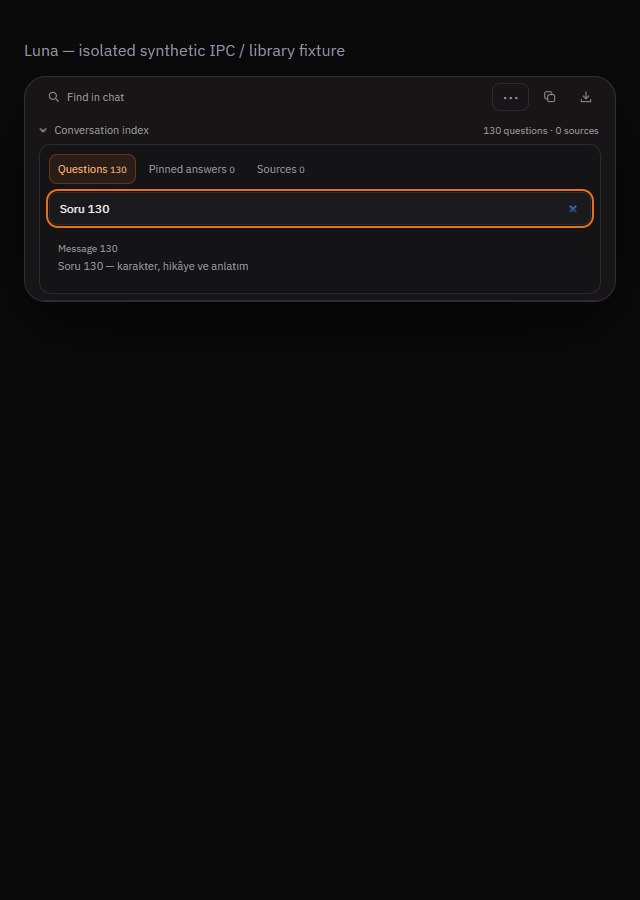 Luna — isolated synthetic IPC / library fixture
Find in chat
Conversation index
130 questions · 0 sources
Questions 130
Pinned answers 0
Sources 0
Soru 130
Message 130
Soru 130 — karakter, hikâye ve anlatım